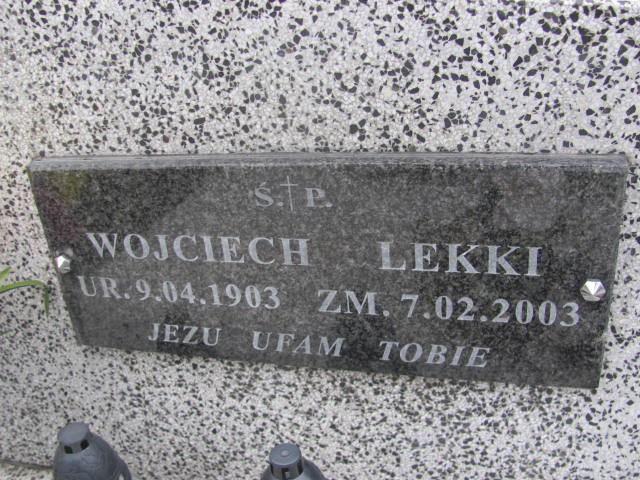 Ś.†P.
WOJCIECH LEKKI
UR. 9.04.1903 ZM. 7.02.2003
JEZU UFAM TOBIE